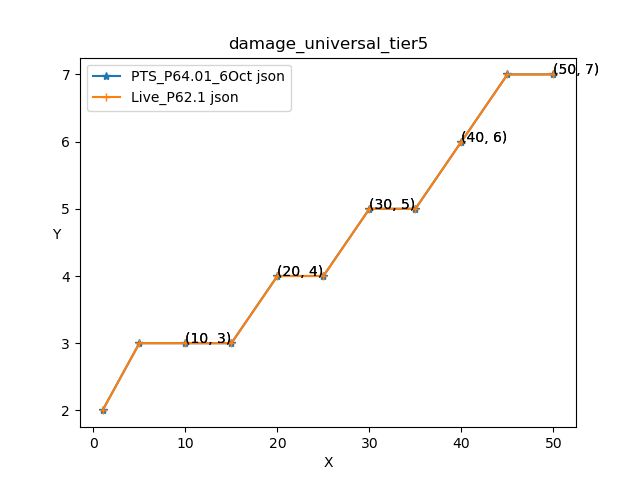 damage_universal_tier5
PTS_P64.01_6Oct json
Live_P62.1 json
7
6
5
4
3
2
Y
(50, 7)
(40, 6)
(30, 5)
(20, 4)
(10, 3)
0 10 20 30 40 50
X